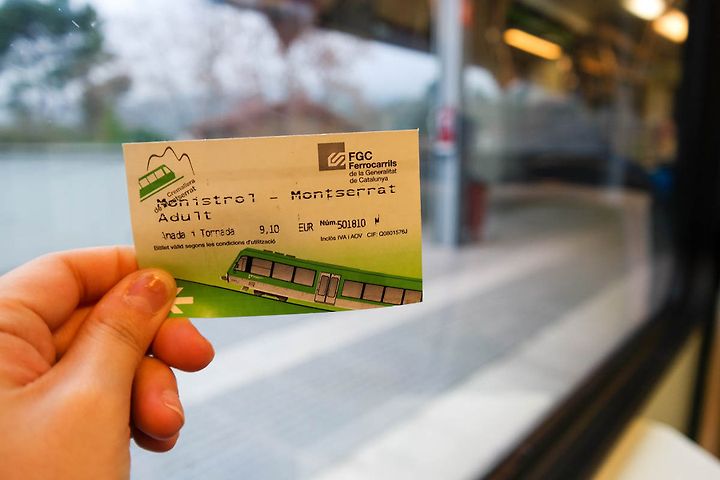 Cremallera
de Montserrat
FGC
Ferrocarrils
de la Generalitat
de Catalunya
Monistrol - Montserrat
Adult
Anada i Tornada 9,10 EUR Núm.501810 W
Bitllet vàlid segons les condicions d'utilització Inclòs IVA i AOV CIF: Q0801576J